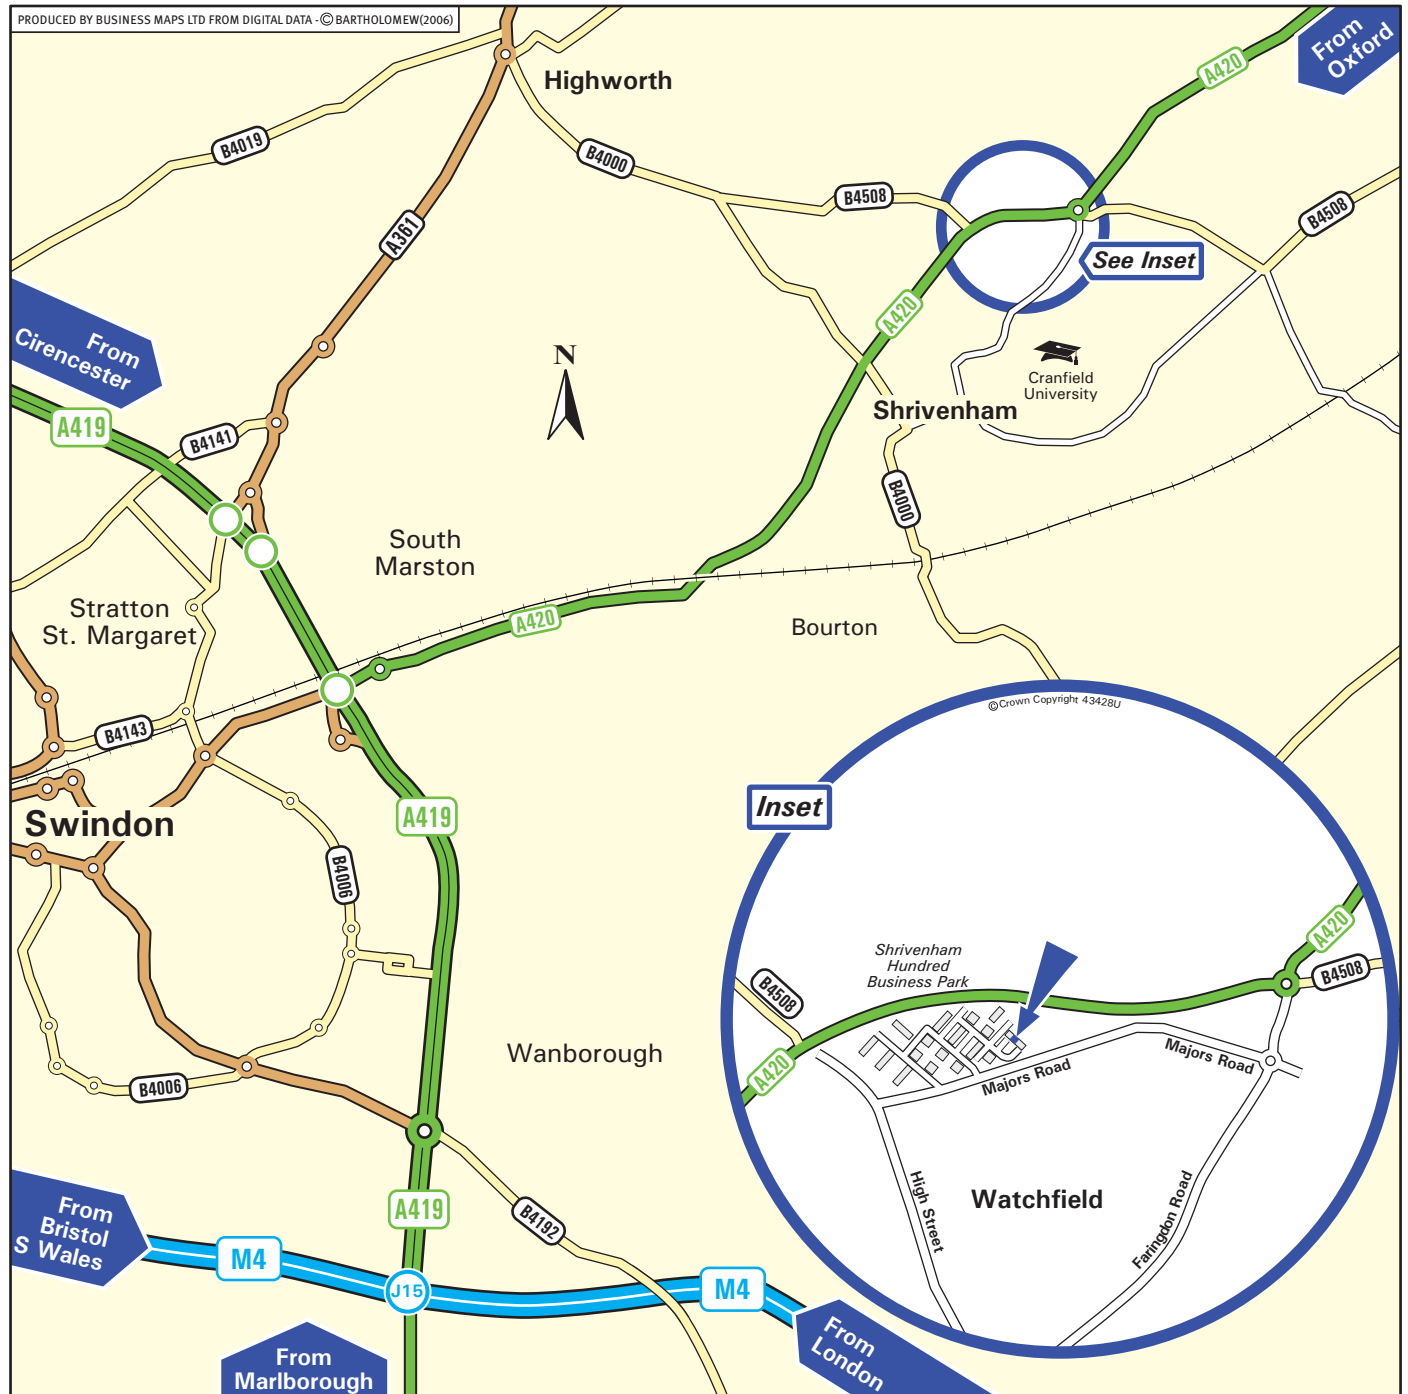 PRODUCED BY BUSINESS MAPS LTD FROM DIGITAL DATA - © BARTHOLOMEW(2006)
From
Oxford
A420
Highworth
B4019
B4000
B4508
B4508
A361
See Inset
A420
From
Cirencester
N
Cranfield
University
A419
B4141
Shrivenham
B4000
South
Marston
Stratton
St. Margaret
A420
Bourton
© Crown Copyright 43428U
B4143
Inset
A419
Swindon
B4006
Shrivenham
Hundred
Business Park
A420
B4508
B4508
Wanborough
A420
Majors Road
Majors Road
B4006
High Street
Watchfield
Faringdon Road
From
Bristol
S Wales
A419
B4192
M4
J15
M4
From
London
From
Marlborough